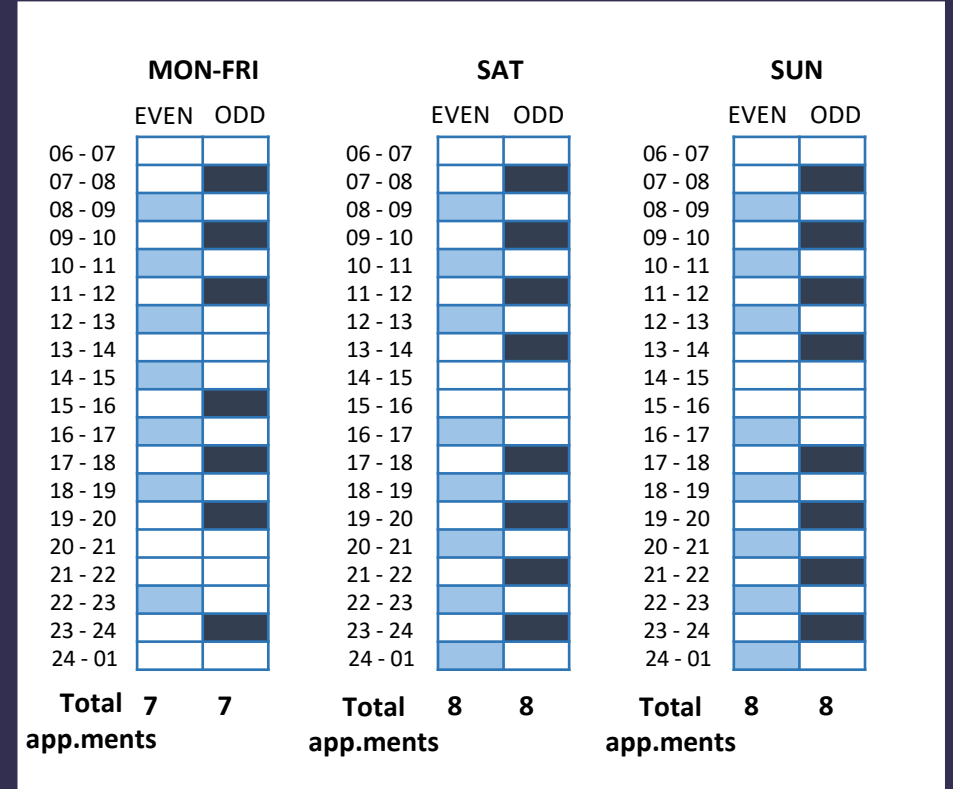 MON-FRI SAT SUN
EVEN ODD EVEN ODD EVEN ODD
06 - 07 06 - 07 06 - 07
07 - 08 07 - 08 07 - 08
08 - 09 08 - 09 08 - 09
09 - 10 09 - 10 09 - 10
10 - 11 10 - 11 10 - 11
11 - 12 11 - 12 11 - 12
12 - 13 12 - 13 12 - 13
13 - 14 13 - 14 13 - 14
14 - 15 14 - 15 14 - 15
15 - 16 15 - 16 15 - 16
16 - 17 16 - 17 16 - 17
17 - 18 17 - 18 17 - 18
18 - 19 18 - 19 18 - 19
19 - 20 19 - 20 19 - 20
20 - 21 20 - 21 20 - 21
21 - 22 21 - 22 21 - 22
22 - 23 22 - 23 22 - 23
23 - 24 23 - 24 23 - 24
24 - 01 24 - 01 24 - 01
Total 7 7 Total 8 8 Total 8 8
app.ments app.ments app.ments